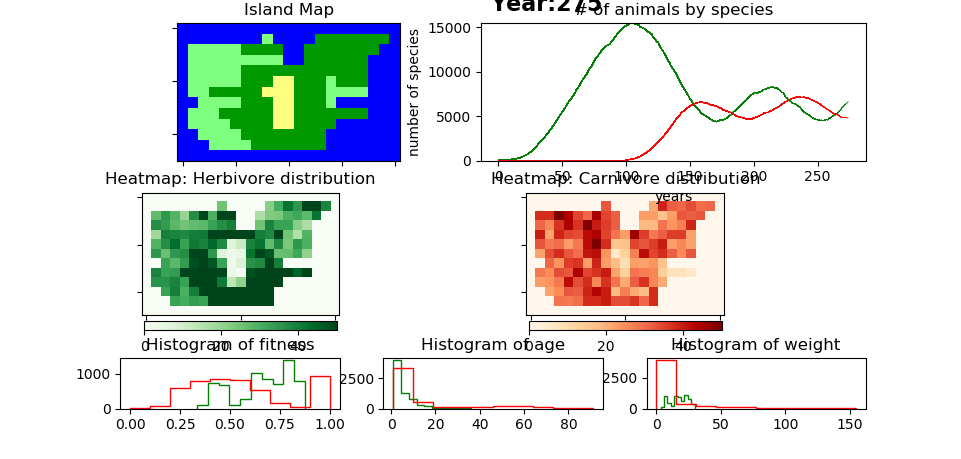 Year:275
Island Map
# of animals by species
number of species
15000
10000
5000
0
0 50 100 150 200 250
years
Heatmap: Herbivore distribution
Heatmap: Carnivore distribution
0 20 40
0 20 40
Histogram of fitness
Histogram of age
Histogram of weight
1000
0
0.00 0.25 0.50 0.75 1.00
2500
0
0 20 40 60 80
2500
0
0 50 100 150